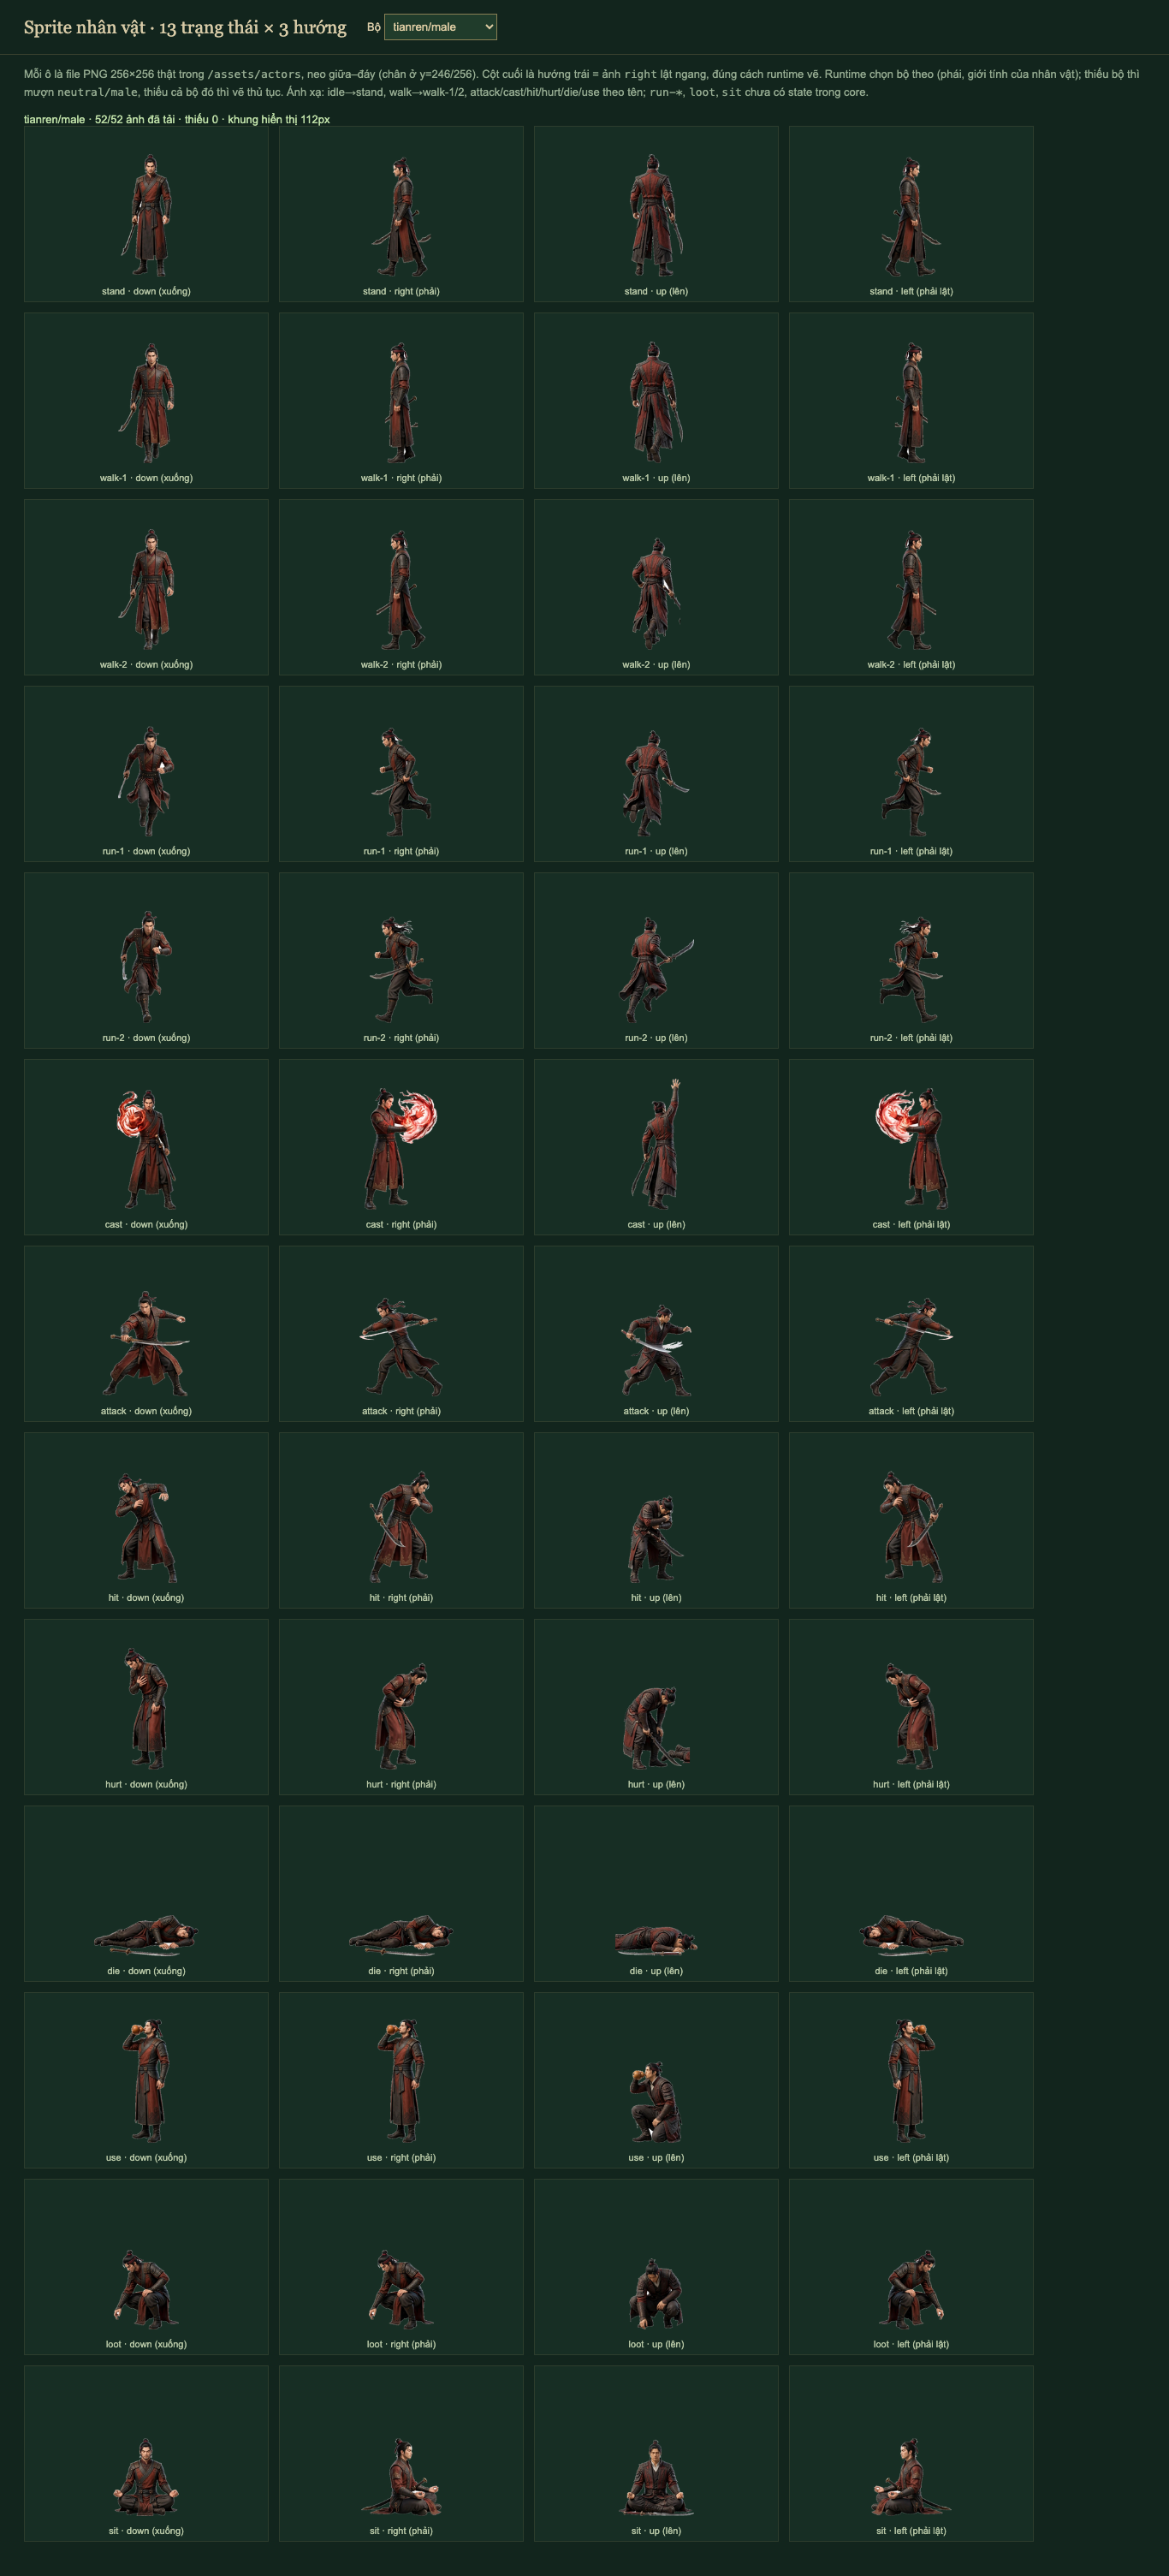 Sprite nhân vật · 13 trạng thái × 3 hướng
Bộ tianren/male
Mỗi ô là file PNG 256×256 thật trong /assets/actors, neo giữa–đáy (chân ở y=246/256). Cột cuối là hướng trái = ảnh right lật ngang, đúng cách runtime vẽ. Runtime chọn bộ theo (phái, giới tính của nhân vật); thiếu bộ thì
mượn neutral/male, thiếu cả bộ đó thì vẽ thủ tục. Ánh xạ: idle→stand, walk→walk-1/2, attack/cast/hit/hurt/die/use theo tên; run-*, loot, sit chưa có state trong core.
tianren/male · 52/52 ảnh đã tải · thiếu 0 · khung hiển thị 112px
stand · down (xuống)
stand · right (phải)
stand · up (lên)
stand · left (phải lật)
walk-1 · down (xuống)
walk-1 · right (phải)
walk-1 · up (lên)
walk-1 · left (phải lật)
walk-2 · down (xuống)
walk-2 · right (phải)
walk-2 · up (lên)
walk-2 · left (phải lật)
run-1 · down (xuống)
run-1 · right (phải)
run-1 · up (lên)
run-1 · left (phải lật)
run-2 · down (xuống)
run-2 · right (phải)
run-2 · up (lên)
run-2 · left (phải lật)
cast · down (xuống)
cast · right (phải)
cast · up (lên)
cast · left (phải lật)
attack · down (xuống)
attack · right (phải)
attack · up (lên)
attack · left (phải lật)
hit · down (xuống)
hit · right (phải)
hit · up (lên)
hit · left (phải lật)
hurt · down (xuống)
hurt · right (phải)
hurt · up (lên)
hurt · left (phải lật)
die · down (xuống)
die · right (phải)
die · up (lên)
die · left (phải lật)
use · down (xuống)
use · right (phải)
use · up (lên)
use · left (phải lật)
loot · down (xuống)
loot · right (phải)
loot · up (lên)
loot · left (phải lật)
sit · down (xuống)
sit · right (phải)
sit · up (lên)
sit · left (phải lật)